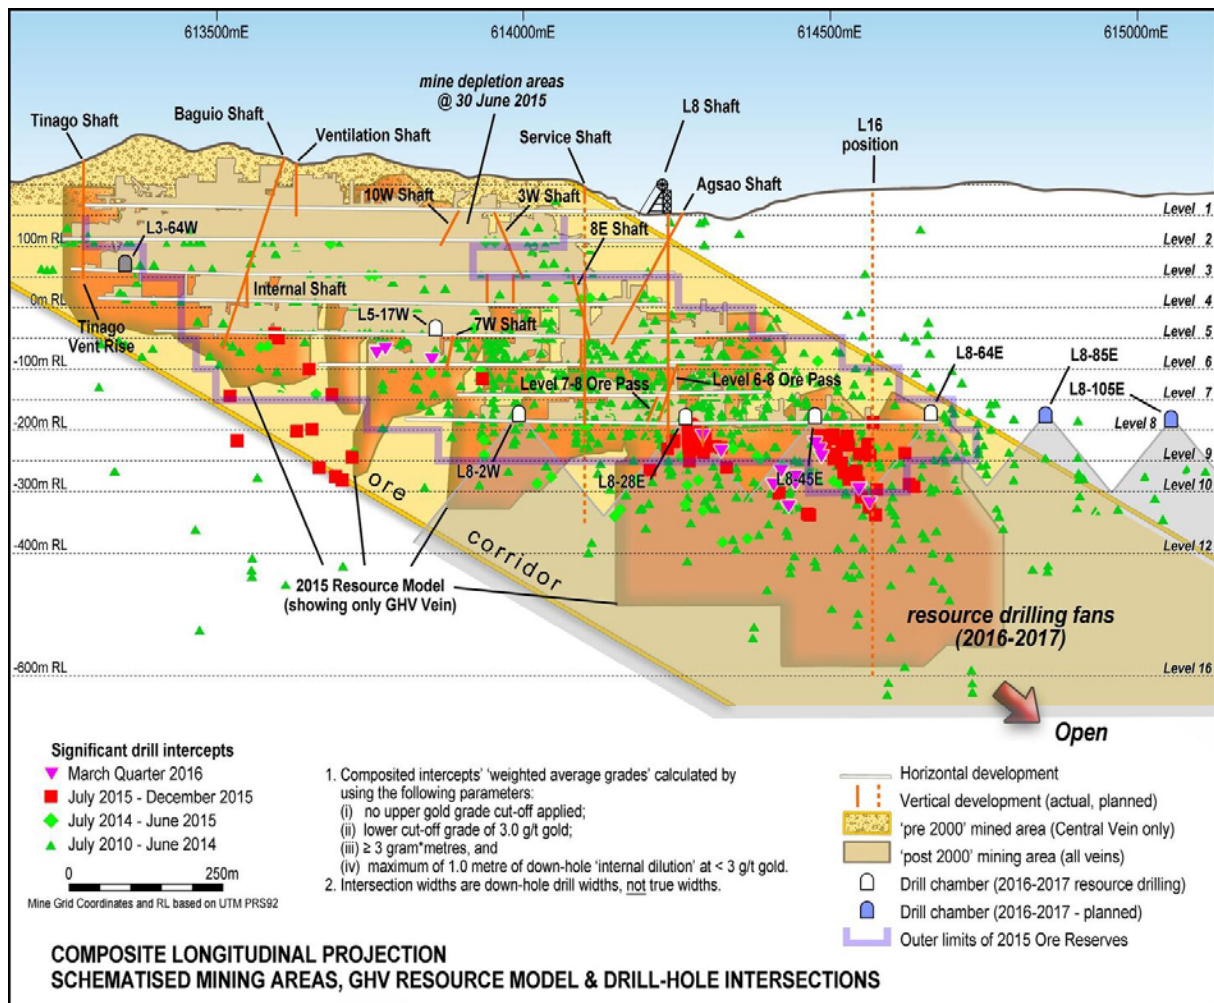 613500mE
614000mE
614500mE
615000mE
mine depletion areas
@ 30 June 2015
Tinago Shaft
Baguio Shaft
Ventilation Shaft
Service Shaft
L8 Shaft
L16
position
Agsao Shaft
10W Shaft
3W Shaft
8E Shaft
L3-64W
100m RL
0m RL
-100m RL
-200m RL
-300m RL
-400m RL
-600m RL
Level 1
Level 2
Level 3
Level 4
Level 5
Level 6
Level 7
Level 8
Level 9
Level 10
Level 12
Level 16
Internal Shaft
Tinago
Vent Rise
L5-17W
7W Shaft
Level 7-8 Ore Pass
Level 6-8 Ore Pass
L8-64E
L8-85E
L8-105E
L8-2W
L8-28E
L8-45E
ore
corridor
2015 Resource Model
(showing only GHV Vein)
resource drilling fans
(2016-2017)
Open
Significant drill intercepts
March Quarter 2016
July 2015 - December 2015
July 2014 - June 2015
July 2010 - June 2014
0
250m
Mine Grid Coordinates and RL based on UTM PRS92
1. Composited intercepts' 'weighted average grades' calculated by
using the following parameters:
(i) no upper gold grade cut-off applied;
(ii) lower cut-off grade of 3.0 g/t gold;
(iii) ≥ 3 gram*metres, and
(iv) maximum of 1.0 metre of down-hole 'internal dilution' at < 3 g/t gold.
2. Intersection widths are down-hole drill widths, not true widths.
Horizontal development
Vertical development (actual, planned)
'pre 2000' mined area (Central Vein only)
'post 2000' mining area (all veins)
Drill chamber (2016-2017 resource drilling)
Drill chamber (2016-2017 - planned)
Outer limits of 2015 Ore Reserves
COMPOSITE LONGITUDINAL PROJECTION
SCHEMATISED MINING AREAS, GHV RESOURCE MODEL & DRILL-HOLE INTERSECTIONS